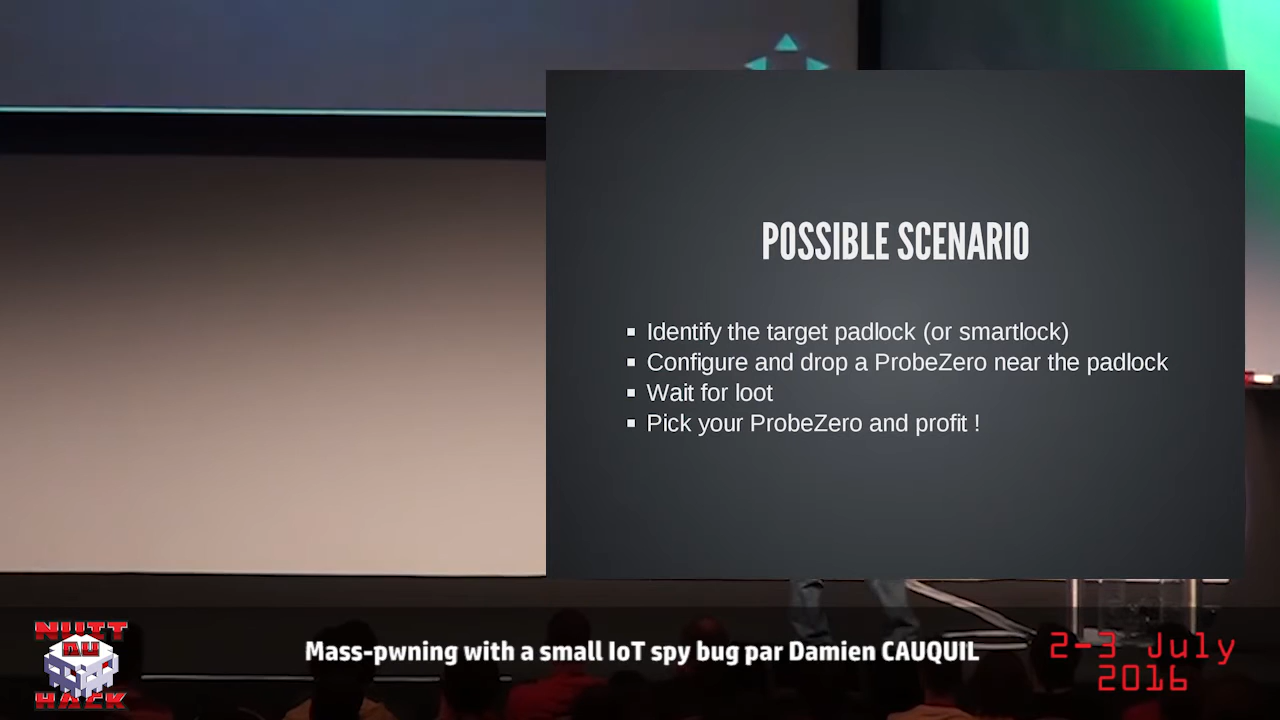 POSSIBLE SCENARIO
Identify the target padlock (or smartlock)
Configure and drop a ProbeZero near the padlock
Wait for loot
Pick your ProbeZero and profit !
NUIT
DU
HACK
Mass-pwning with a small IoT spy bug par Damien CAUQUIL
2-3 July
2016